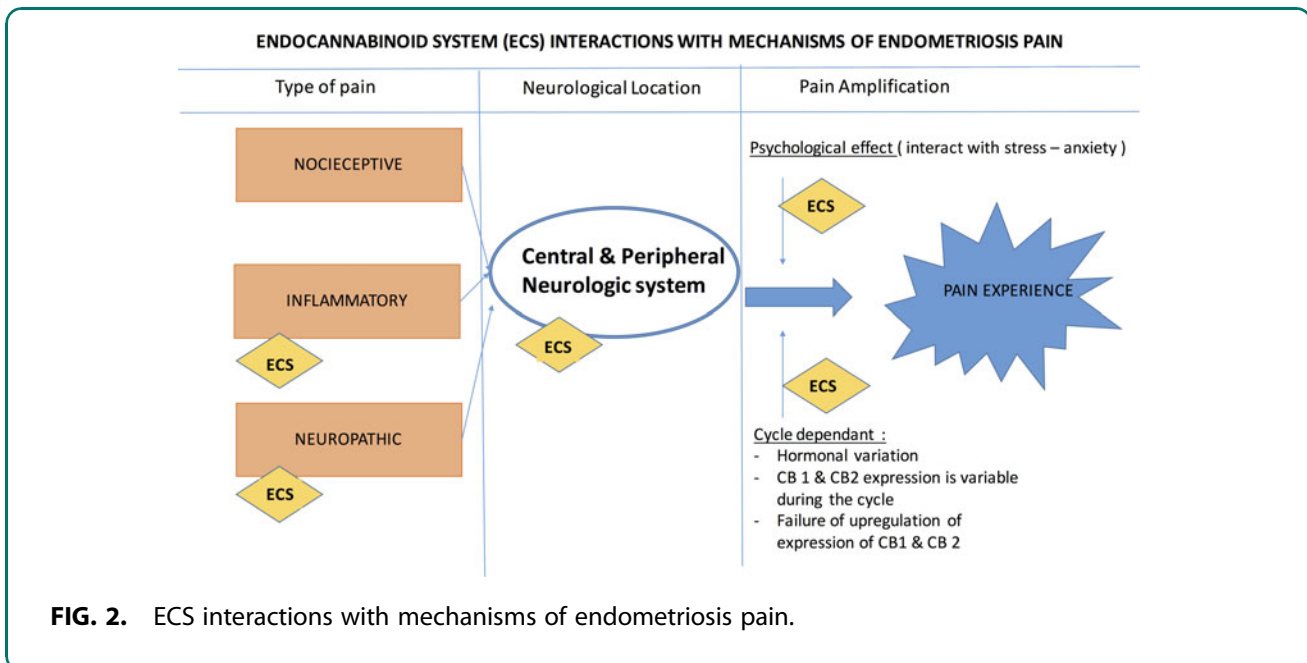 ENDOCANNABINOID SYSTEM (ECS) INTERACTIONS WITH MECHANISMS OF ENDOMETRIOSIS PAIN
Type of pain
Neurological Location
Pain Amplification
NOCIECEPTIVE
INFLAMMATORY
ECS
NEUROPATHIC
ECS
Central & Peripheral
Neurologic system
ECS
Psychological effect ( interact with stress – anxiety )
ECS
PAIN EXPERIENCE
ECS
Cycle dependant :
- Hormonal variation
- CB 1 & CB2 expression is variable
during the cycle
- Failure of upregulation of
expression of CB1 & CB 2
FIG. 2. ECS interactions with mechanisms of endometriosis pain.